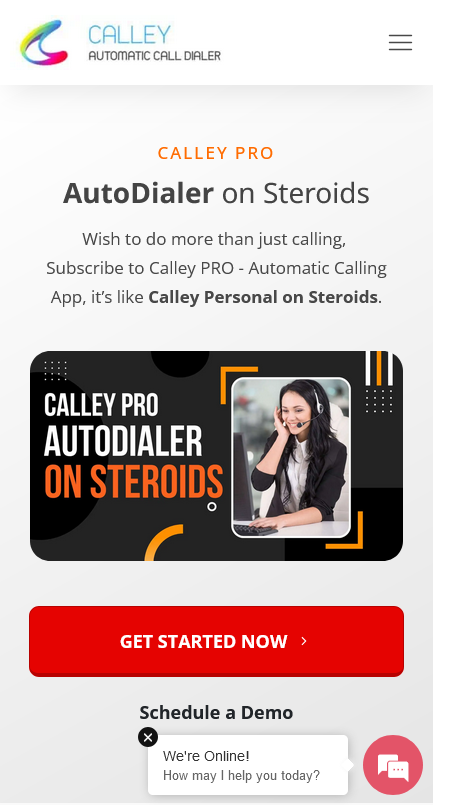 CALLEY
AUTOMATIC CALL DIALER
CALLEY PRO
AutoDialer on Steroids
Wish to do more than just calling,
Subscribe to Calley PRO - Automatic Calling
App, it’s like Calley Personal on Steroids.
CALLEY PRO
AUTODIALER
ON STEROIDS
GET STARTED NOW
Schedule a Demo
We're Online!
How may I help you today?